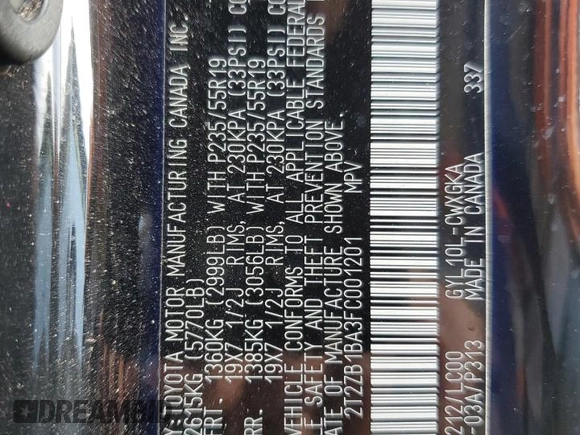 Y:TOYOTA MOTOR MANUFACTURING CANADA INC.
2615KG (5770LB)
FRT. 1360KG (2999LB) WITH P235/55R19
19X7 1/2J RIMS, AT 230KPA (33PSI) CO
RR. 1385KG (3056LB) WITH P235/55R19
19X7 1/2J RIMS, AT 230KPA (33PSI) CO
VEHICLE CONFORMS TO ALL APPLICABLE FEDERAL
E SAFETY AND THEFT PREVENTION STANDARDS
ATE OF MANUFACTURE SHOWN ABOVE.
2T2ZZB1BA3FC001201 MPV
212/LC00 GYL10L-CWXGKA 337
-03A/P313 MADE IN CANADA
DREAMBID